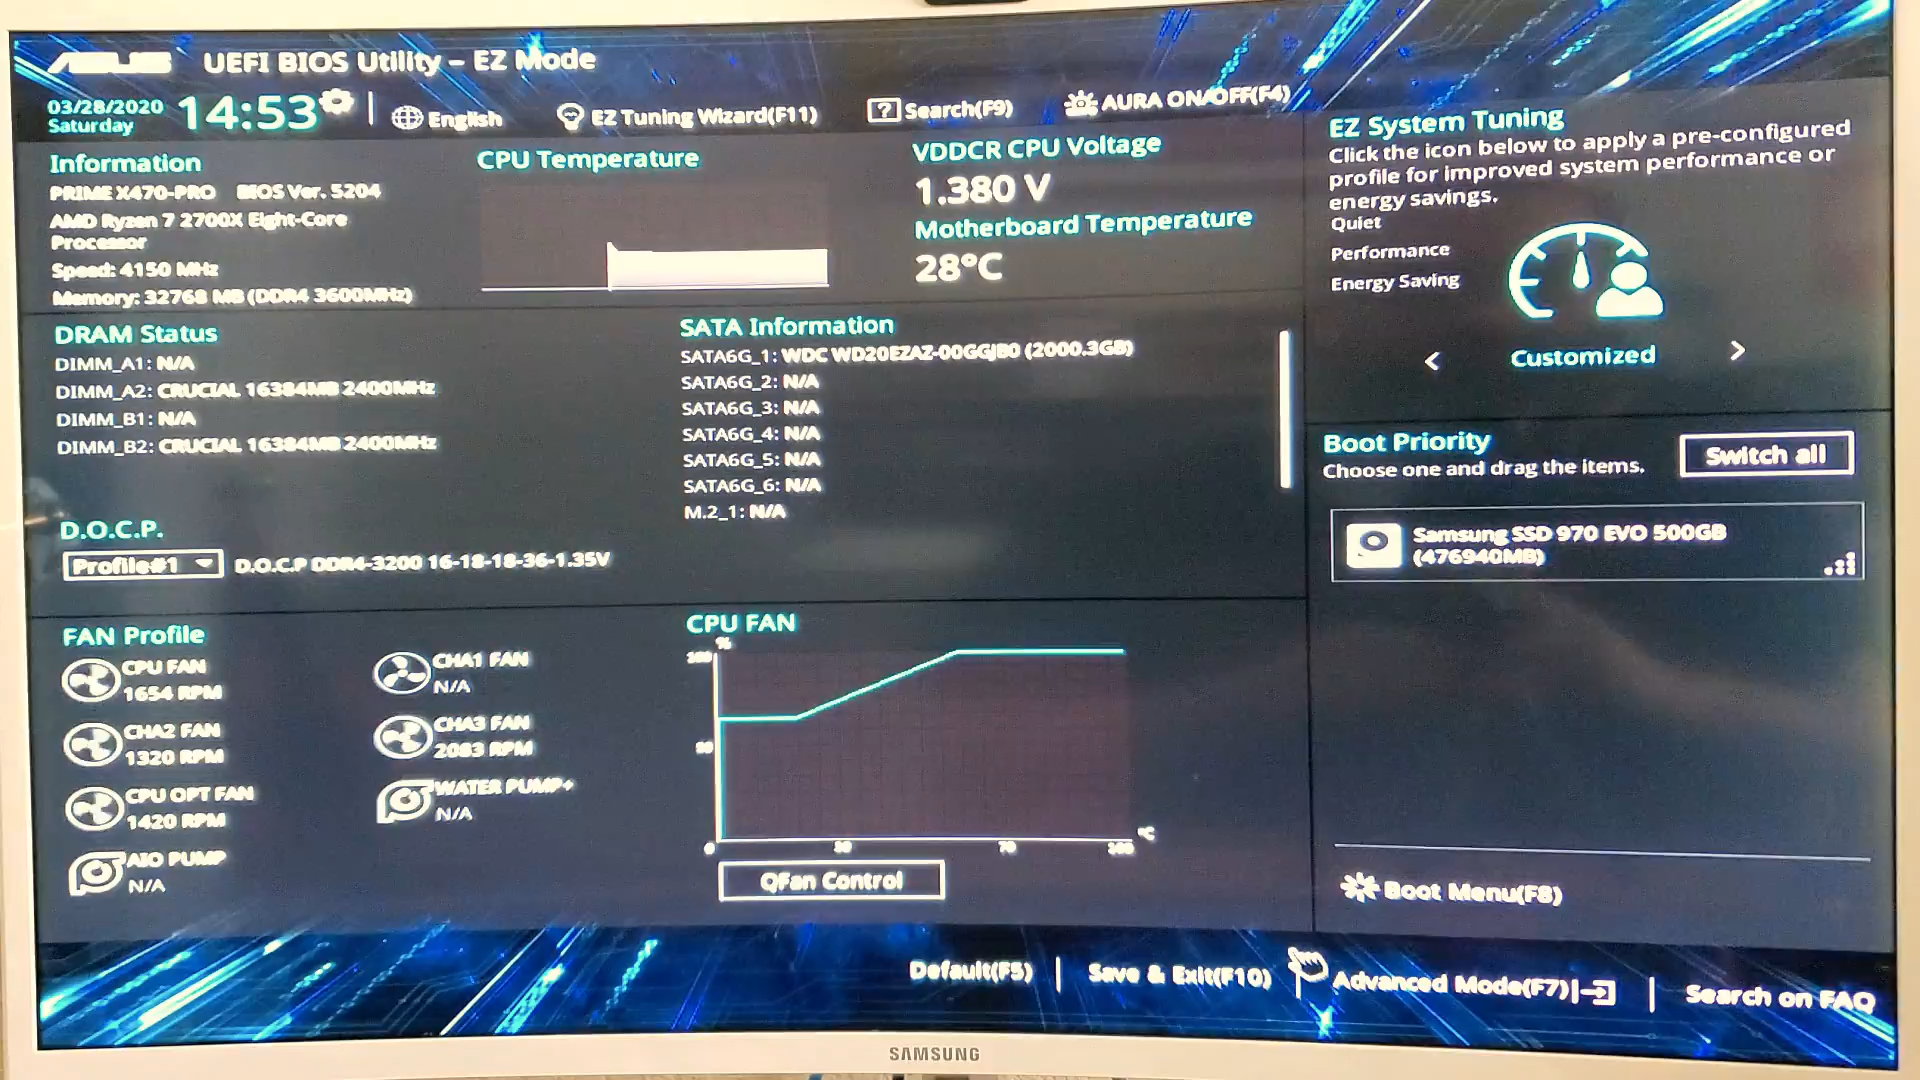 ASUS UEFI BIOS Utility – EZ Mode
03/28/2020
Saturday
14:53
English
EZ Tuning Wizard(F11)
Search(F9)
AURA ON/OFF(F4)
Information
PRIME X470-PRO BIOS Ver. 5204
AMD Ryzen 7 2700X Eight-Core
Processor
Speed: 4150 MHz
Memory: 32768 MB (DDR4 3600MHz)
CPU Temperature
VDDCR CPU Voltage
1.380 V
Motherboard Temperature
28°C
EZ System Tuning
Click the icon below to apply a pre-configured
profile for improved system performance or
energy savings.
Quiet
Performance
Energy Saving
Customized
DRAM Status
DIMM_A1: N/A
DIMM_A2: CRUCIAL 16384MB 2400MHz
DIMM_B1: N/A
DIMM_B2: CRUCIAL 16384MB 2400MHz
SATA Information
SATA6G_1: WDC WD20EZAZ-00GGJB0 (2000.3GB)
SATA6G_2: N/A
SATA6G_3: N/A
SATA6G_4: N/A
SATA6G_5: N/A
SATA6G_6: N/A
M.2_1: N/A
D.O.C.P.
Profile#1
D.O.C.P DDR4-3200 16-18-18-36-1.35V
Boot Priority
Choose one and drag the items.
Switch all
Samsung SSD 970 EVO 500GB
(476940MB)
FAN Profile
CPU FAN
1654 RPM
CHA1 FAN
N/A
CHA2 FAN
1320 RPM
CHA3 FAN
2083 RPM
CPU OPT FAN
1420 RPM
WATER PUMP+
N/A
AIO PUMP
N/A
CPU FAN
%
100
0
70
100
°C
QFan Control
Boot Menu(F8)
Default(F5)
Save & Exit(F10)
Advanced Mode(F7)
Search on FAQ
SAMSUNG